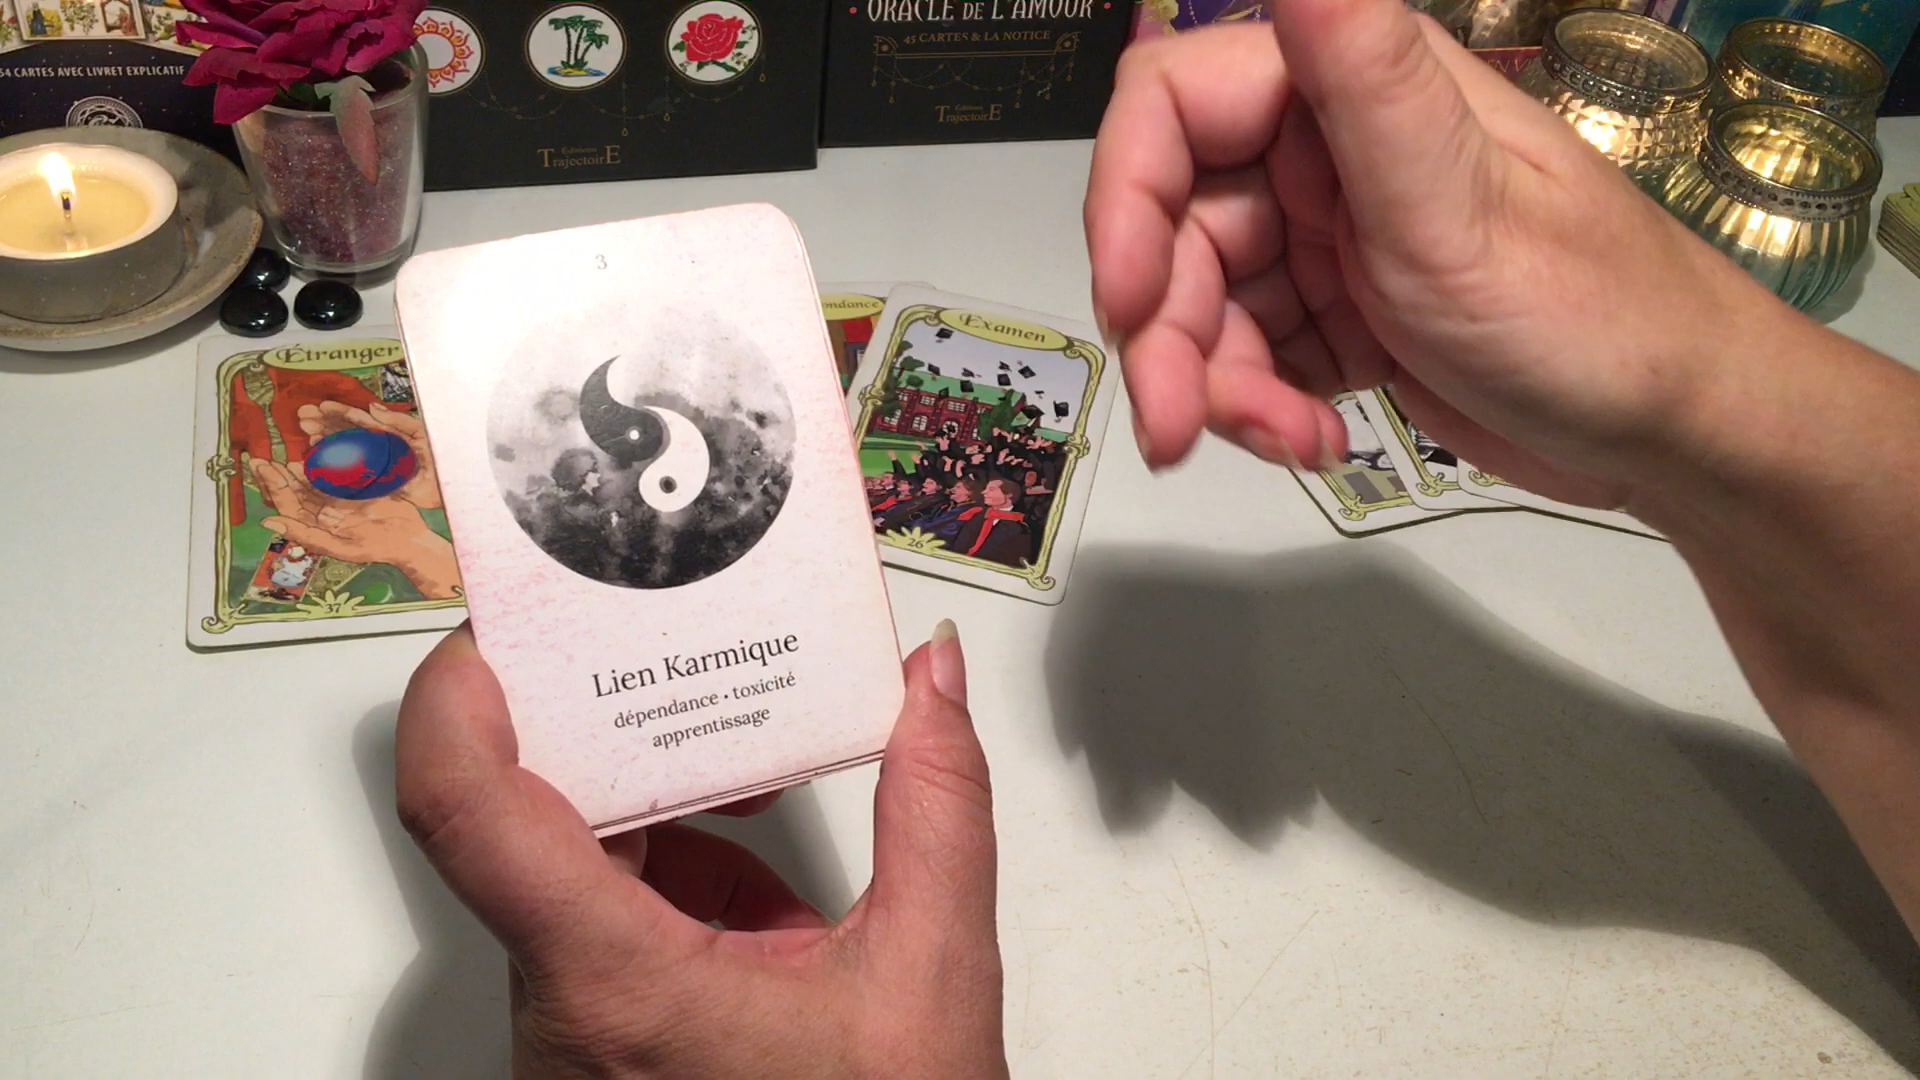 54 CARTES AVEC LIVRET EXPLICATIF
Éditions
TrajectoirE
ORACLE DE L'AMOUR
45 CARTES & LA NOTICE
Éditions
TrajectoirE
Étranger
37
3
Lien Karmique
dépendance • toxicité
apprentissage
ondance
Examen
26